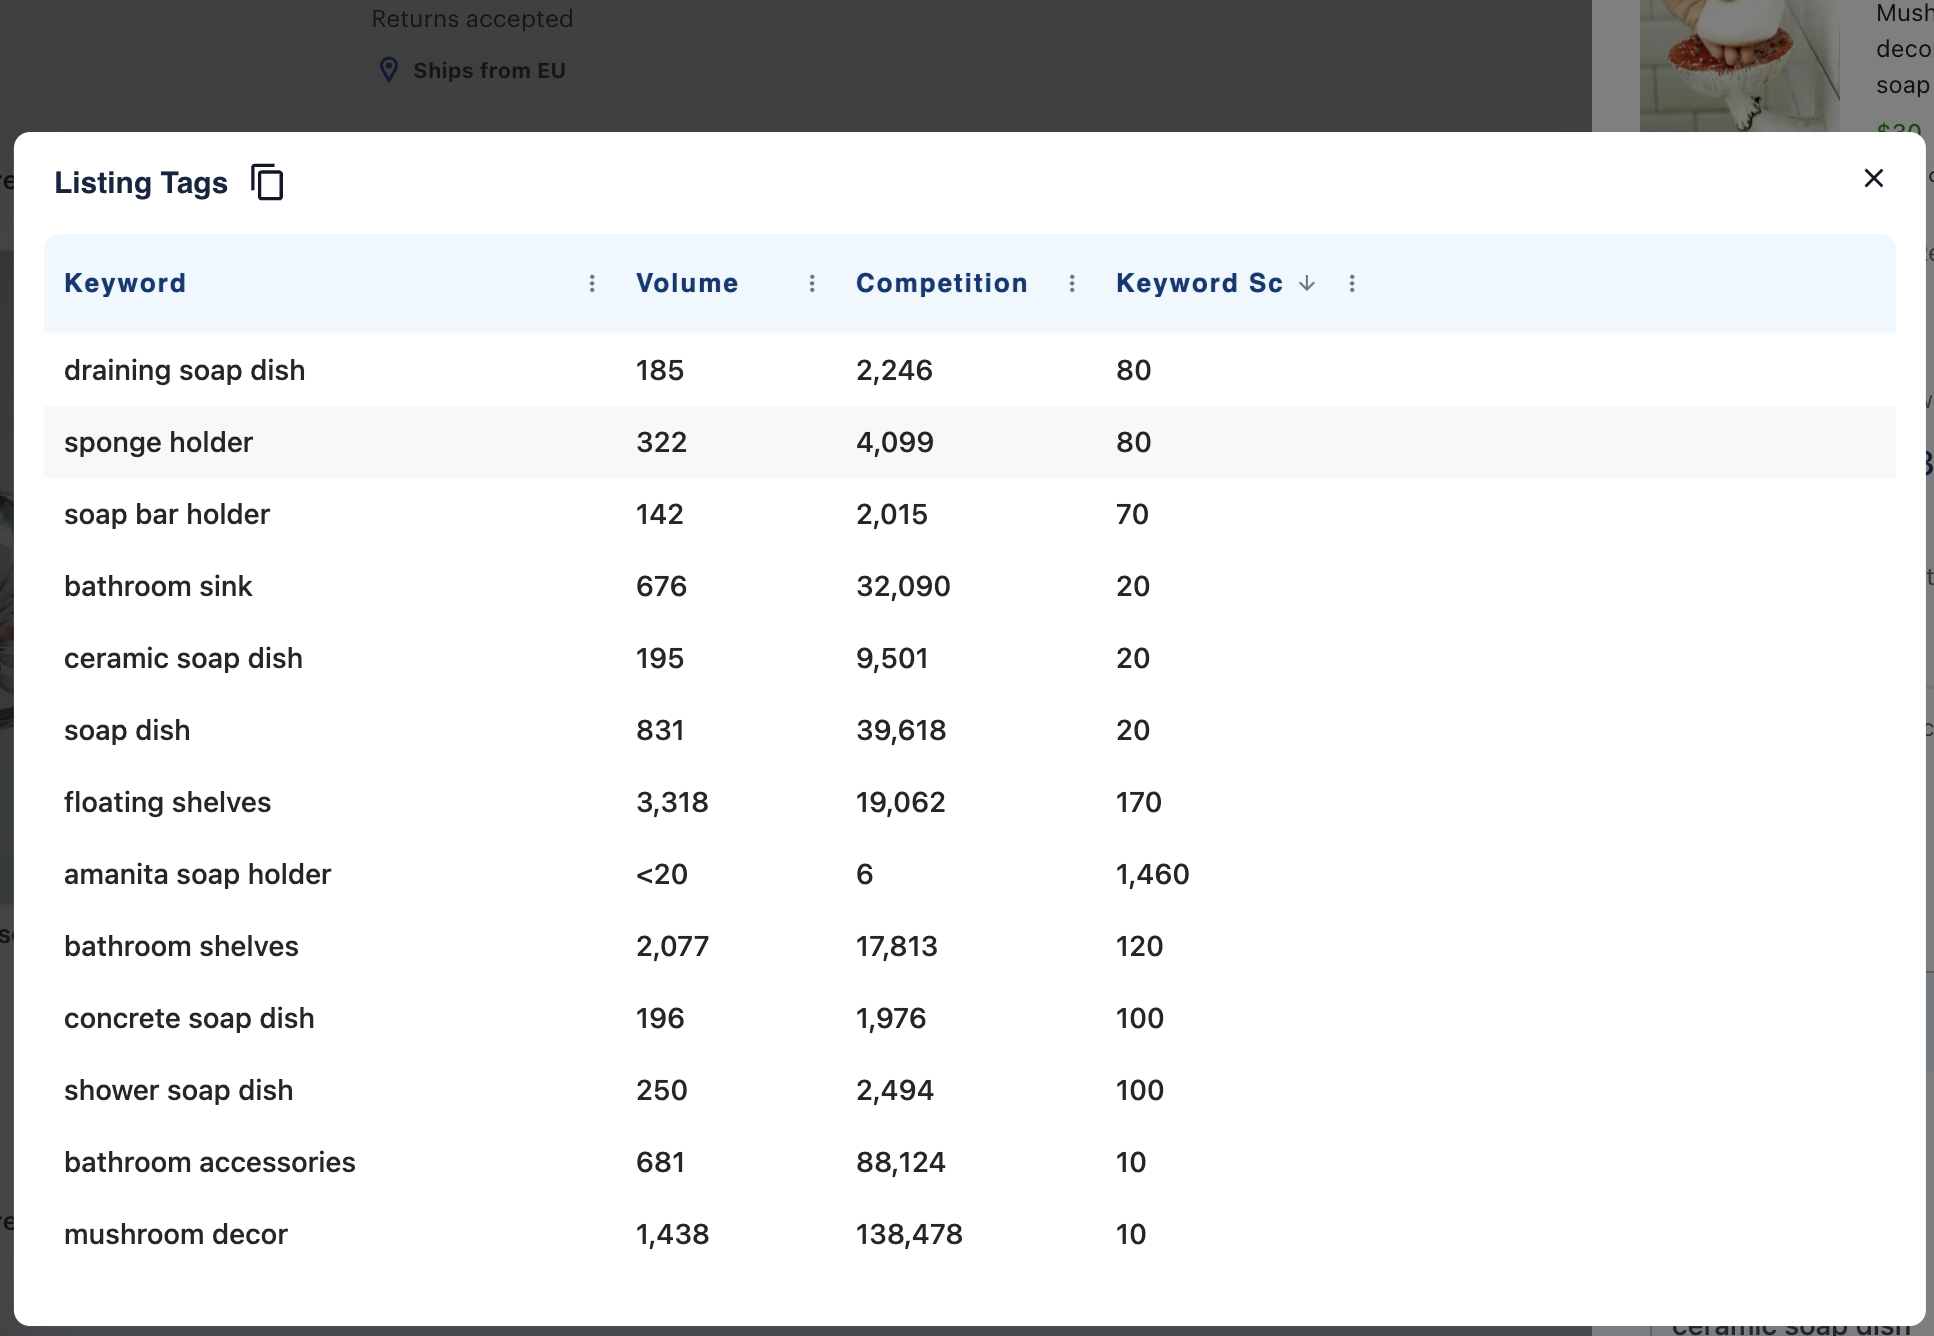 Returns accepted
Ships from EU
Mush
deco
soap
$30
Listing Tags
Keyword Volume Competition Keyword Sc
draining soap dish 185 2,246 80
sponge holder 322 4,099 80
soap bar holder 142 2,015 70
bathroom sink 676 32,090 20
ceramic soap dish 195 9,501 20
soap dish 831 39,618 20
floating shelves 3,318 19,062 170
amanita soap holder <20 6 1,460
bathroom shelves 2,077 17,813 120
concrete soap dish 196 1,976 100
shower soap dish 250 2,494 100
bathroom accessories 681 88,124 10
mushroom decor 1,438 138,478 10
ceramic soap dish